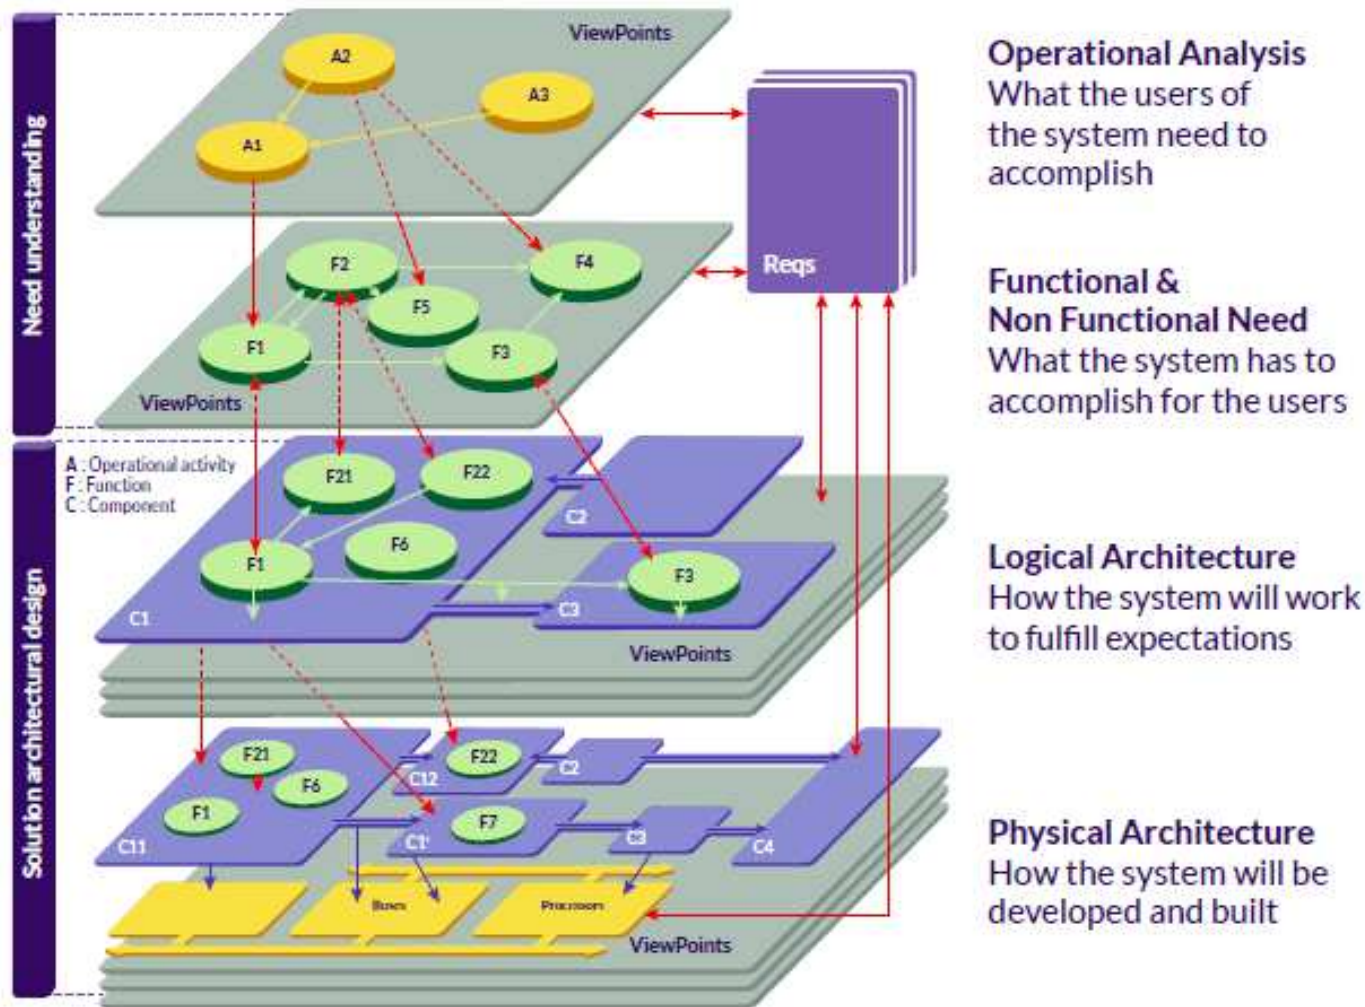 Need understanding
ViewPoints
A2
A3
A1
Operational Analysis
What the users of
the system need to
accomplish
Reqs
F2
F4
F5
F1
F3
ViewPoints
Functional &
Non Functional Need
What the system has to
accomplish for the users
Solution architectural design
A : Operational activity
F : Function
C : Component
F21
F22
F6
F1
C1
C2
F3
C3
ViewPoints
Logical Architecture
How the system will work
to fulfill expectations
F21
F6
F1
C11
F22
C12
C2
F7
C1'
C3
C4
Buses
Processors
ViewPoints
Physical Architecture
How the system will be
developed and built